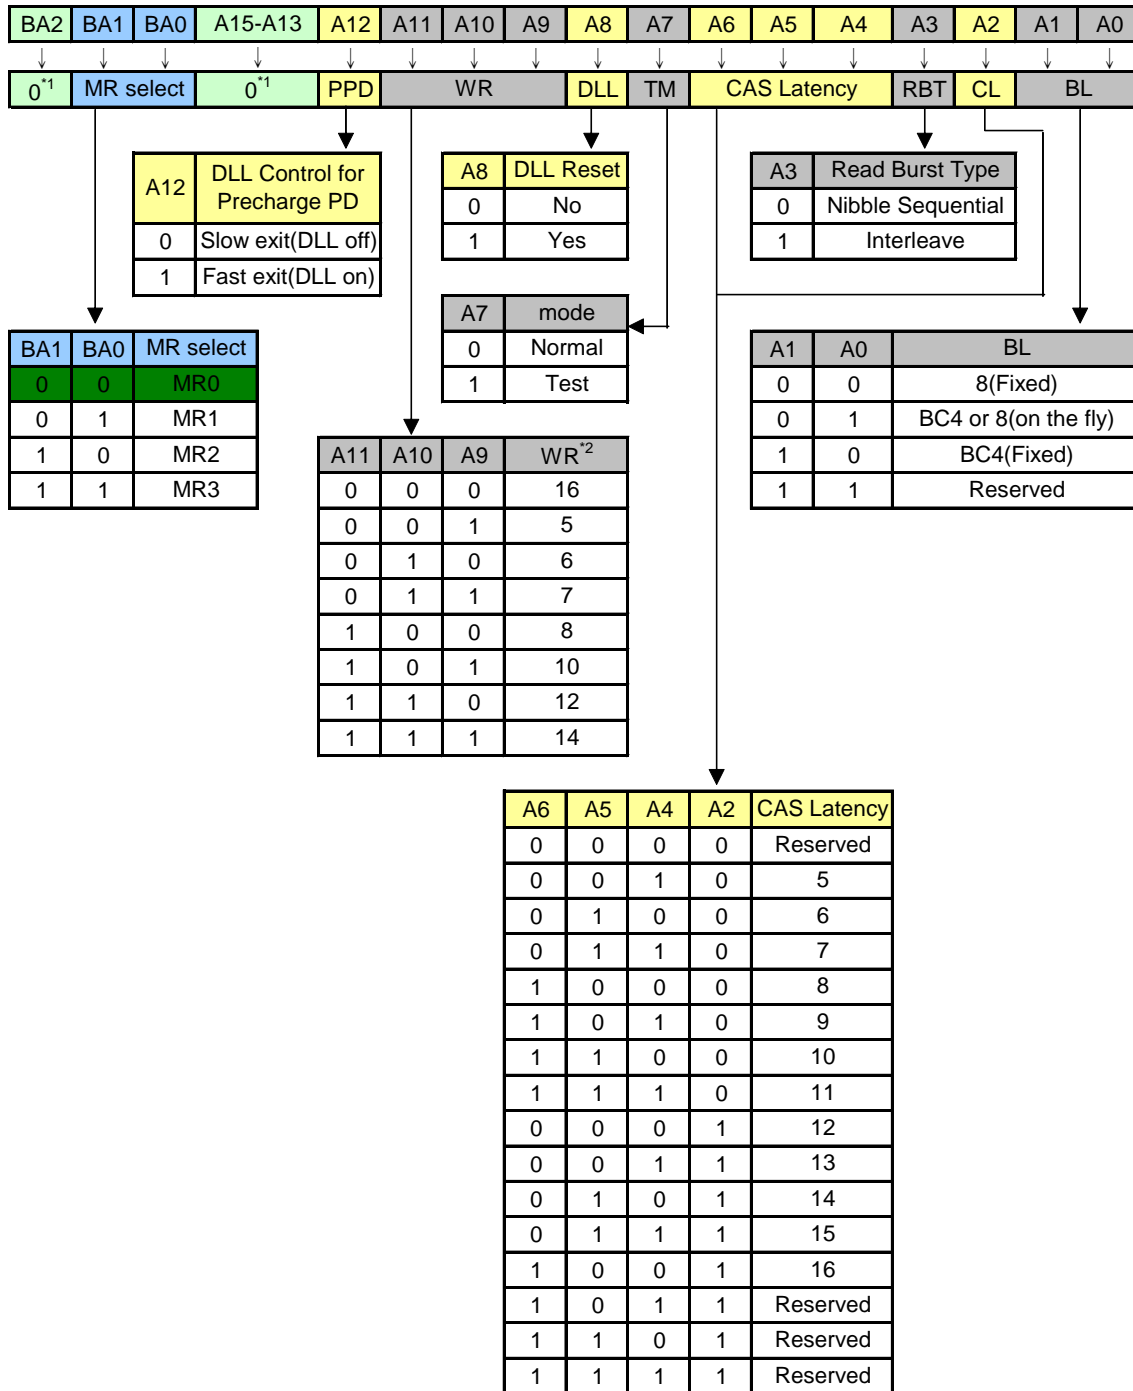 BA2 BA1 BA0 A15-A13 A12 A11 A10 A9 A8 A7 A6 A5 A4 A3 A2 A1 A0
0*1 MR select 0*1 PPD WR DLL TM CAS Latency RBT CL BL
A12 DLL Control for Precharge PD
0 Slow exit(DLL off)
1 Fast exit(DLL on)
A8 DLL Reset
0 No
1 Yes
A3 Read Burst Type
0 Nibble Sequential
1 Interleave
A7 mode
0 Normal
1 Test
BA1 BA0 MR select
0 0 MR0
0 1 MR1
1 0 MR2
1 1 MR3
A1 A0 BL
0 0 8(Fixed)
0 1 BC4 or 8(on the fly)
1 0 BC4(Fixed)
1 1 Reserved
A11 A10 A9 WR*2
0 0 0 16
0 0 1 5
0 1 0 6
0 1 1 7
1 0 0 8
1 0 1 10
1 1 0 12
1 1 1 14
A6 A5 A4 A2 CAS Latency
0 0 0 0 Reserved
0 0 1 0 5
0 1 0 0 6
0 1 1 0 7
1 0 0 0 8
1 0 1 0 9
1 1 0 0 10
1 1 1 0 11
0 0 0 1 12
0 0 1 1 13
0 1 0 1 14
0 1 1 1 15
1 0 0 1 16
1 0 1 1 Reserved
1 1 0 1 Reserved
1 1 1 1 Reserved